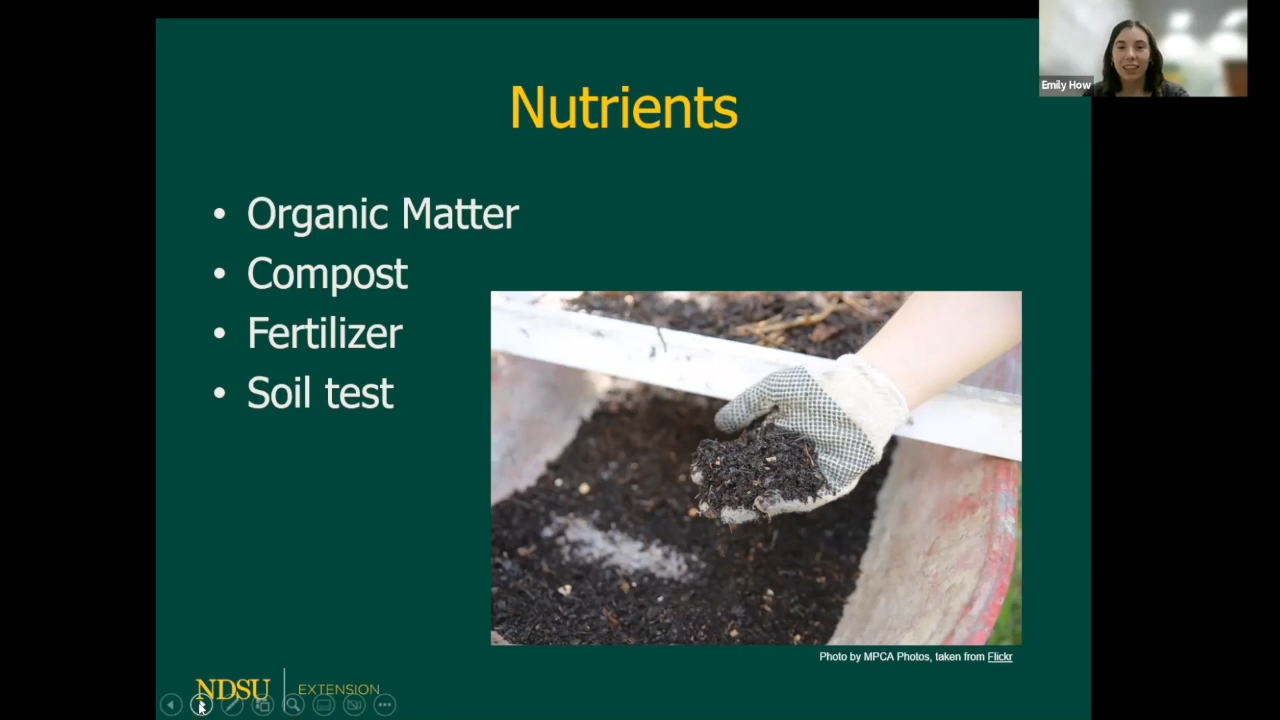 Nutrients
• Organic Matter
• Compost
• Fertilizer
• Soil test
Photo by MPCA Photos, taken from Flickr
NDSU EXTENSION
Emily How